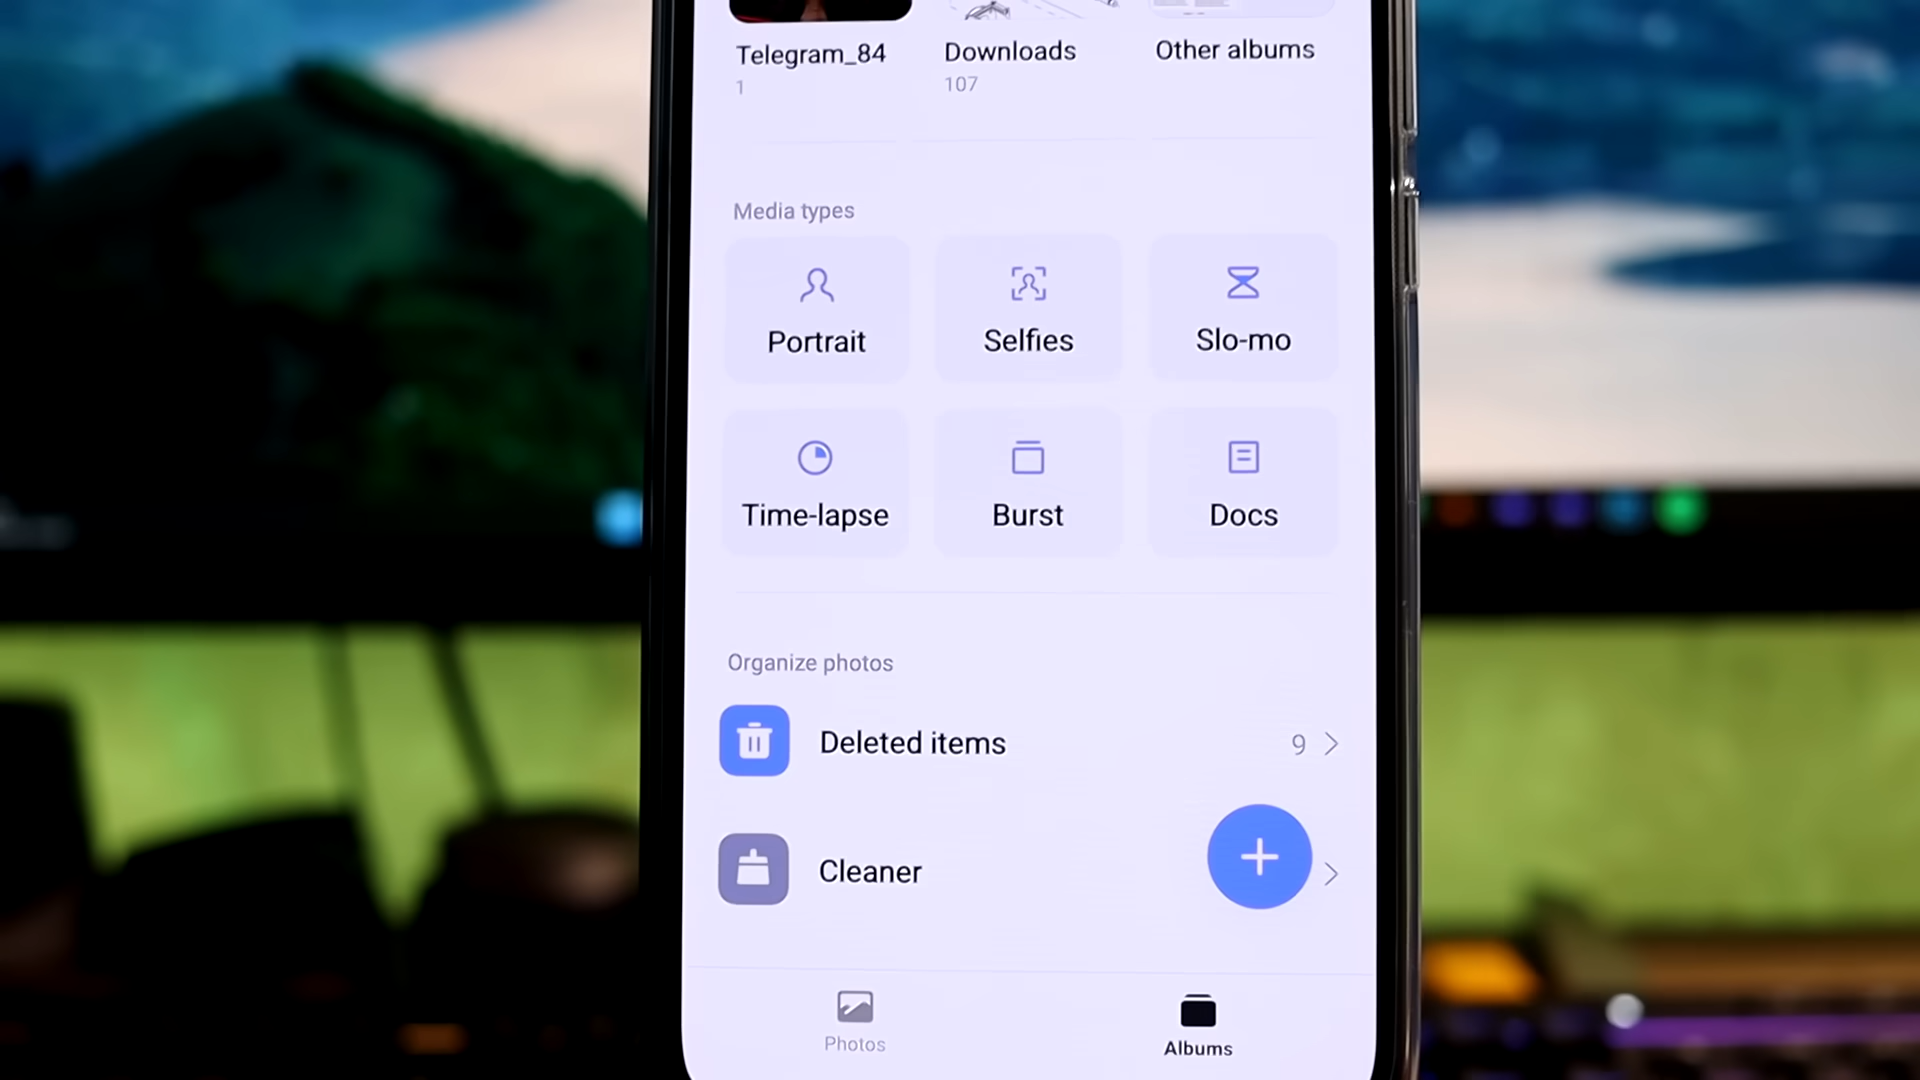 Telegram_84 Downloads Other albums
1 107
Media types
Portrait Selfies Slo-mo
Time-lapse Burst Docs
Organize photos
Deleted items 9
Cleaner
Photos Albums